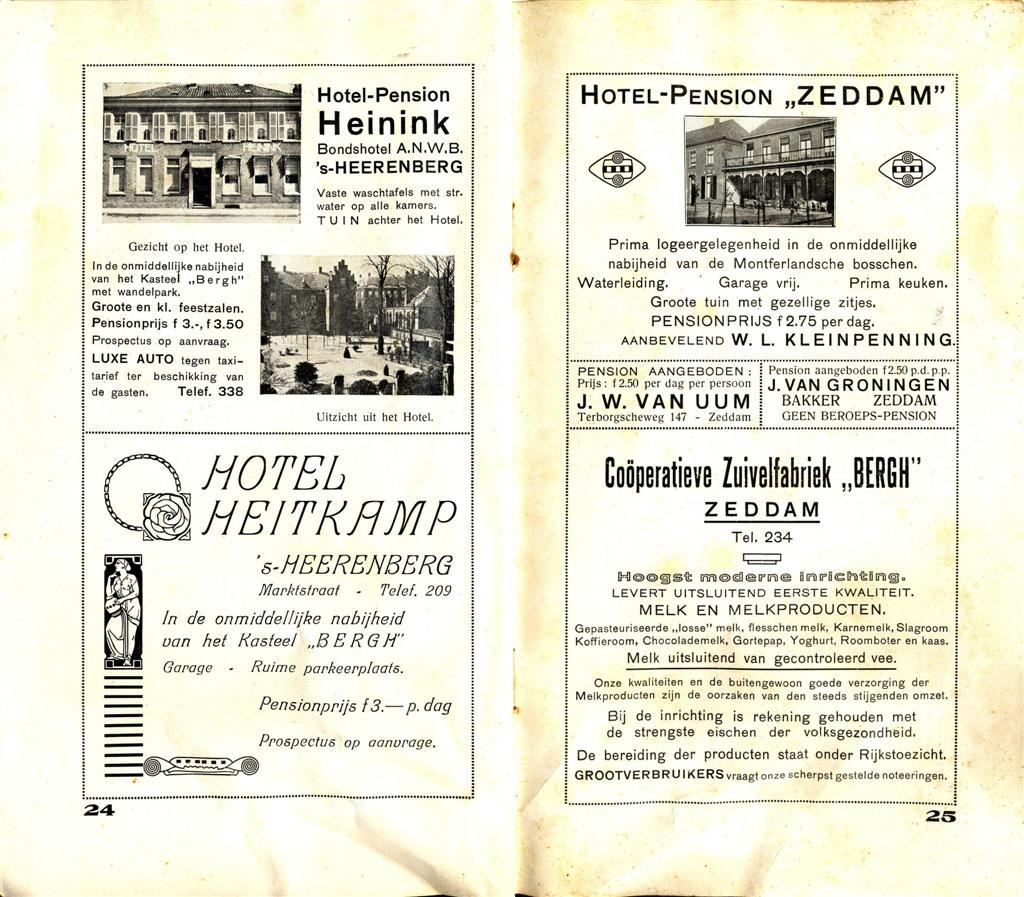 HOTEL HEININK
Hotel-Pension
Heinink
Bondshotel A.N.W.B.
's-HEERENBERG
Vaste waschtafels met str.
water op alle kamers.
TUIN achter het Hotel.
Gezicht op het Hotel.
In de onmiddellijke nabijheid
van het Kasteel „Bergh”
met wandelpark.
Groote en kl. feestzalen.
Pensionprijs f 3.-, f 3.50
Prospectus op aanvraag.
LUXE AUTO tegen taxi-
tarief ter beschikking van
de gasten. Telef. 338
Uitzicht uit het Hotel.
HOTEL
HEITKAMP
's-HEERENBERG
Marktstraat - Telef. 209
In de onmiddellijke nabijheid
van het Kasteel „BERGH”
Garage - Ruime parkeerplaats.
Pensionprijs f 3.— p. dag
Prospectus op aanvrage.
24
HOTEL-PENSION „ZEDDAM”
Prima logeergelegenheid in de onmiddellijke
nabijheid van de Montferlandsche bosschen.
Waterleiding. Garage vrij. Prima keuken.
Groote tuin met gezellige zitjes.
PENSIONPRIJS f 2.75 per dag.
AANBEVELEND W. L. KLEINPENNING.
PENSION AANGEBODEN :
Prijs : f 2.50 per dag per persoon
J. W. VAN UUM
Terborgscheweg 147 - Zeddam
Pension aangeboden f 2.50 p.d. p.p.
J. VAN GRONINGEN
BAKKER ZEDDAM
GEEN BEROEPS-PENSION
Coöperatieve Zuivelfabriek „BERGH”
ZEDDAM
Tel. 234
Hoogst moderne inrichting.
LEVERT UITSLUITEND EERSTE KWALITEIT.
MELK EN MELKPRODUCTEN.
Gepasteuriseerde „losse” melk, flesschen melk, Karnemelk, Slagroom
Koffieroom, Chocolademelk, Gortepap, Yoghurt, Roomboter en kaas.
Melk uitsluitend van gecontroleerd vee.
Onze kwaliteiten en de buitengewoon goede verzorging der
Melkproducten zijn de oorzaken van den steeds stijgenden omzet.
Bij de inrichting is rekening gehouden met
de strengste eischen der volksgezondheid.
De bereiding der producten staat onder Rijkstoezicht.
GROOTVERBRUIKERS vraagt onze scherpst gestelde noteeringen.
25